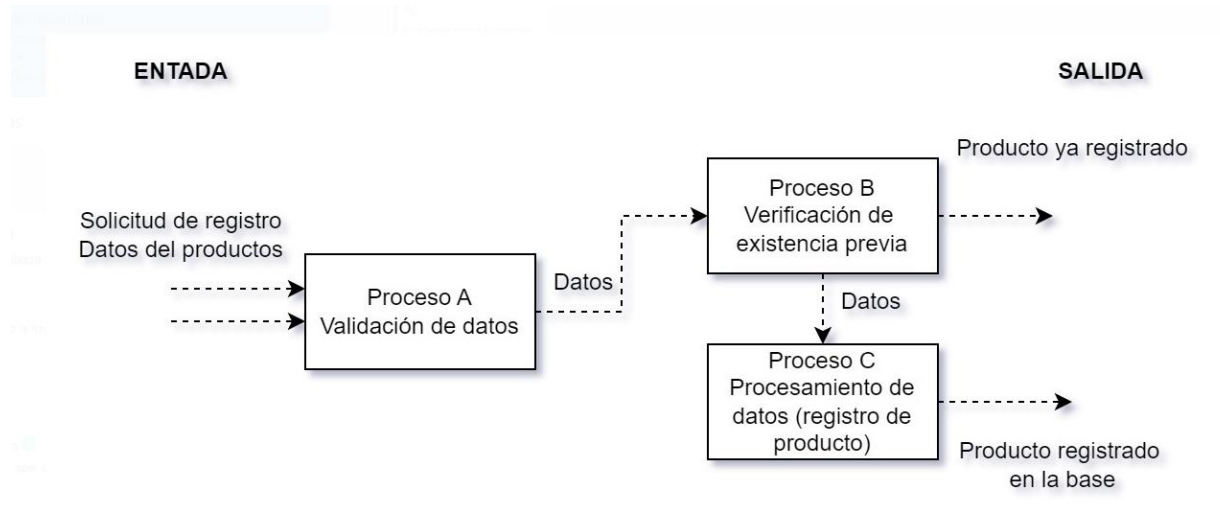 ENTADA
SALIDA
Producto ya registrado
Proceso B
Verificación de
existencia previa
Solicitud de registro
Datos del productos
Datos
Proceso A
Validación de datos
Datos
Proceso C
Procesamiento de
datos (registro de
producto)
Producto registrado
en la base